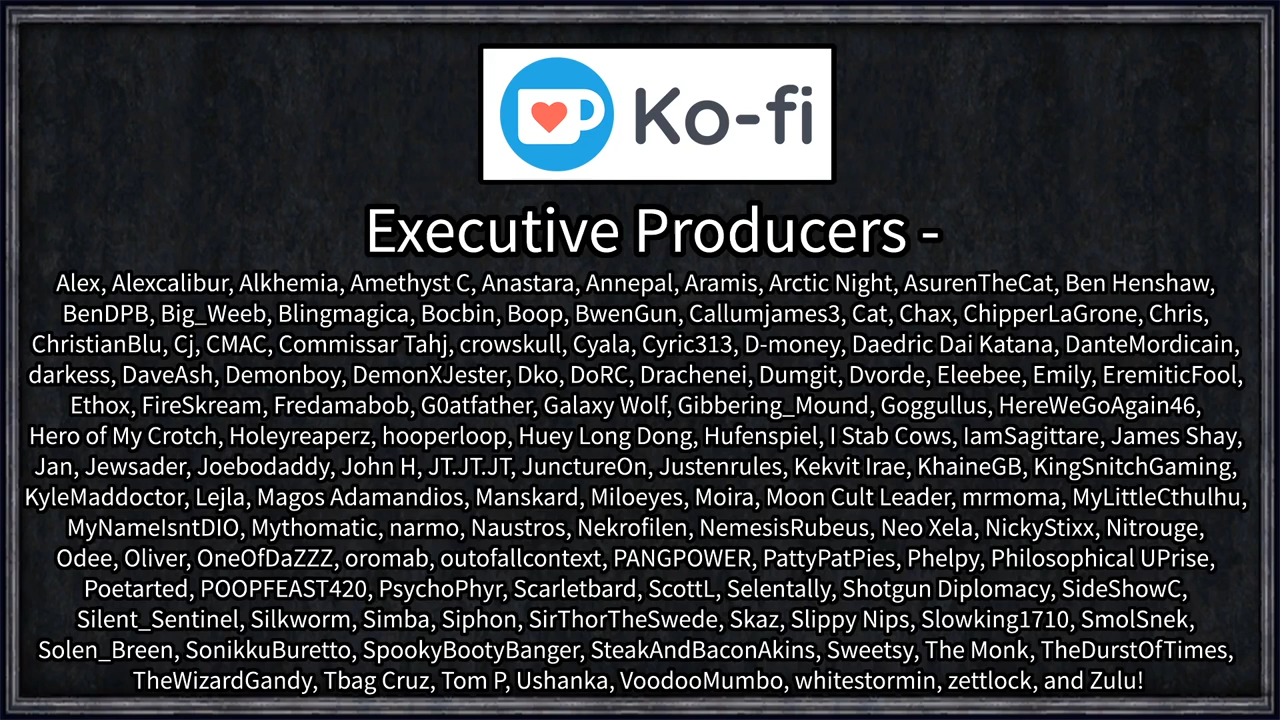 Ko-fi
Executive Producers -
Alex, Alexcalibur, Alkhemia, Amethyst C, Anastara, Annepal, Aramis, Arctic Night, AsurenTheCat, Ben Henshaw,
BenDPB, Big_Weeb, Blingmagica, Bocbin, Boop, BwenGun, Callumjames3, Cat, Chax, ChipperLaGrone, Chris,
ChristianBlu, Cj, CMAC, Commissar Tahj, crowskull, Cyala, Cyric313, D-money, Daedric Dai Katana, DanteMordicain,
darkess, DaveAsh, Demonboy, DemonXJester, Dko, DoRC, Drachenei, Dumgit, Dvorde, Eleebee, Emily, EremiticFool,
Ethox, FireSkream, Fredamabob, G0atfather, Galaxy Wolf, Gibbering_Mound, Goggullus, HereWeGoAgain46,
Hero of My Crotch, Holeyreaperz, hooperloop, Huey Long Dong, Hufenspiel, I Stab Cows, IamSagittare, James Shay,
Jan, Jewsader, Joebodaddy, John H, JT.JT.JT, JunctureOn, Justenrules, Kekvit Irae, KhaineGB, KingSnitchGaming,
KyleMaddoctor, Lejla, Magos Adamandios, Manskard, Miloeyes, Moira, Moon Cult Leader, mrmoma, MyLittleCthulhu,
MyNameIsntDIO, Mythomatic, narmo, Naustros, Nekrofilen, NemesisRubeus, Neo Xela, NickyStixx, Nitrouge,
Odee, Oliver, OneOfDaZZZ, oromab, outofallcontext, PANGPOWER, PattyPatPies, Phelpy, Philosophical UPrise,
Poetarted, POOPFEAST420, PsychoPhyr, Scarletbard, ScottL, Selentally, Shotgun Diplomacy, SideShowC,
Silent_Sentinel, Silkworm, Simba, Siphon, SirThorTheSwede, Skaz, Slippy Nips, Slowking1710, SmolSnek,
Solen_Breen, SonikkuBuretto, SpookyBootyBanger, SteakAndBaconAkins, Sweetsy, The Monk, TheDurstOfTimes,
TheWizardGandy, Tbag Cruz, Tom P, Ushanka, VoodooMumbo, whitestormin, zettlock, and Zulu!